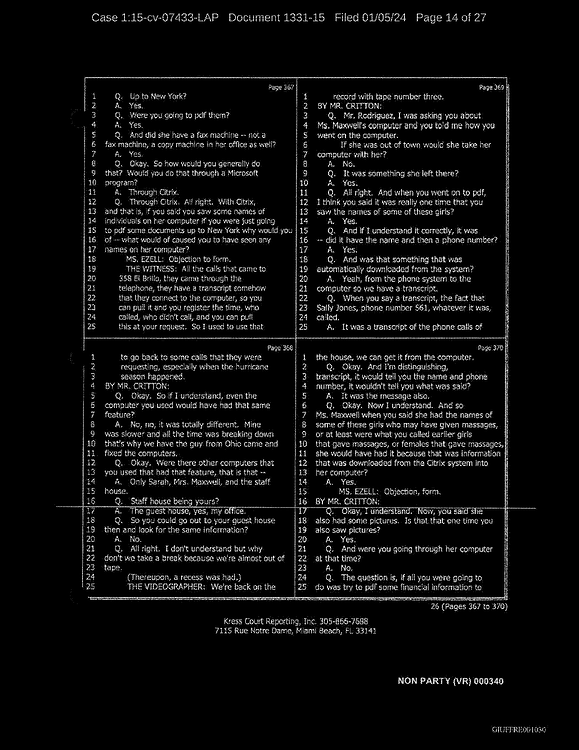 Case 1:15-cv-07433-LAP Document 1331-15 Filed 01/05/24 Page 14 of 27
Page 367
1 Q. Up to New York?
2 A. Yes.
3 Q. Were you going to pdf them?
4 A. Yes.
5 Q. And did she have a fax machine -- not a
6 fax machine, a copy machine in her office as well?
7 A. Yes.
8 Q. Okay. So how would you generally do
9 that? Would you do that through a Microsoft
10 program?
11 A. Through Citrix.
12 Q. Through Citrix. All right. With Citrix,
13 and that is, if you said you saw some names of
14 individuals on her computer if you were just going
15 to pdf some documents up to New York why would you
16 of -- what would of caused you to have seen any
17 names on her computer?
18 MS. EZELL: Objection to form.
19 THE WITNESS: All the calls that came to
20 358 El Brillo, they came through the
21 telephone, they have a transcript somehow
22 that they connect to the computer, so you
23 can pull it and you register the time, who
24 called, who didn't call, and you can pull
25 this at your request. So I used to use that
Page 368
1 to go back to some calls that they were
2 requesting, especially when the hurricane
3 season happened.
4 BY MR. CRITTON:
5 Q. Okay. So if I understand, even the
6 computer you used would have had that same
7 feature?
8 A. No, no, it was totally different. Mine
9 was slower and all the time was breaking down
10 that's why we have the guy from Ohio came and
11 fixed the computers.
12 Q. Okay. Were there other computers that
13 you used that had that feature, that is that --
14 A. Only Sarah, Mrs. Maxwell, and the staff
15 house.
16 Q. Staff house being yours?
17 A. The guest house, yes, my office.
18 Q. So you could go out to your guest house
19 then and look for the same information?
20 A. No.
21 Q. All right. I don't understand but why
22 don't we take a break because we're almost out of
23 tape.
24 (Thereupon, a recess was had.)
25 THE VIDEOGRAPHER: We're back on the
Page 369
1 record with tape number three.
2 BY MR. CRITTON:
3 Q. Mr. Rodriguez, I was asking you about
4 Ms. Maxwell's computer and you told me how you
5 went on the computer.
6 If she was out of town would she take her
7 computer with her?
8 A. No.
9 Q. It was something she left there?
10 A. Yes.
11 Q. All right. And when you went on to pdf,
12 I think you said it was really one time that you
13 saw the names of some of these girls?
14 A. Yes.
15 Q. And if I understand it correctly, it was
16 -- did it have the name and then a phone number?
17 A. Yes.
18 Q. And was that something that was
19 automatically downloaded from the system?
20 A. Yeah, from the phone system to the
21 computer so we have a transcript.
22 Q. When you say a transcript, the fact that
23 Sally Jones, phone number 561, whatever it was,
24 called.
25 A. It was a transcript of the phone calls of
Page 370
1 the house, we can get it from the computer.
2 Q. Okay. And I'm distinguishing,
3 transcript, it would tell you the name and phone
4 number, it wouldn't tell you what was said?
5 A. It was the message also.
6 Q. Okay. Now I understand. And so
7 Ms. Maxwell when you said she had the names of
8 some of these girls who may have given massages,
9 or at least were what you called earlier girls
10 that gave massages, or females that gave massages,
11 she would have had it because that was information
12 that was downloaded from the Citrix system into
13 her computer?
14 A. Yes.
15 MS. EZELL: Objection, form.
16 BY MR. CRITTON:
17 Q. Okay, I understand. Now, you said she
18 also had some pictures. Is that that one time you
19 also saw pictures?
20 A. Yes.
21 Q. And were you going through her computer
22 at that time?
23 A. No.
24 Q. The question is, if all you were going to
25 do was try to pdf some financial information to
26 (Pages 367 to 370)
Kress Court Reporting, Inc. 305-866-7688
7115 Rue Notre Dame, Miami Beach, FL 33141
NON PARTY (VR) 000340
GIUFFRE001030